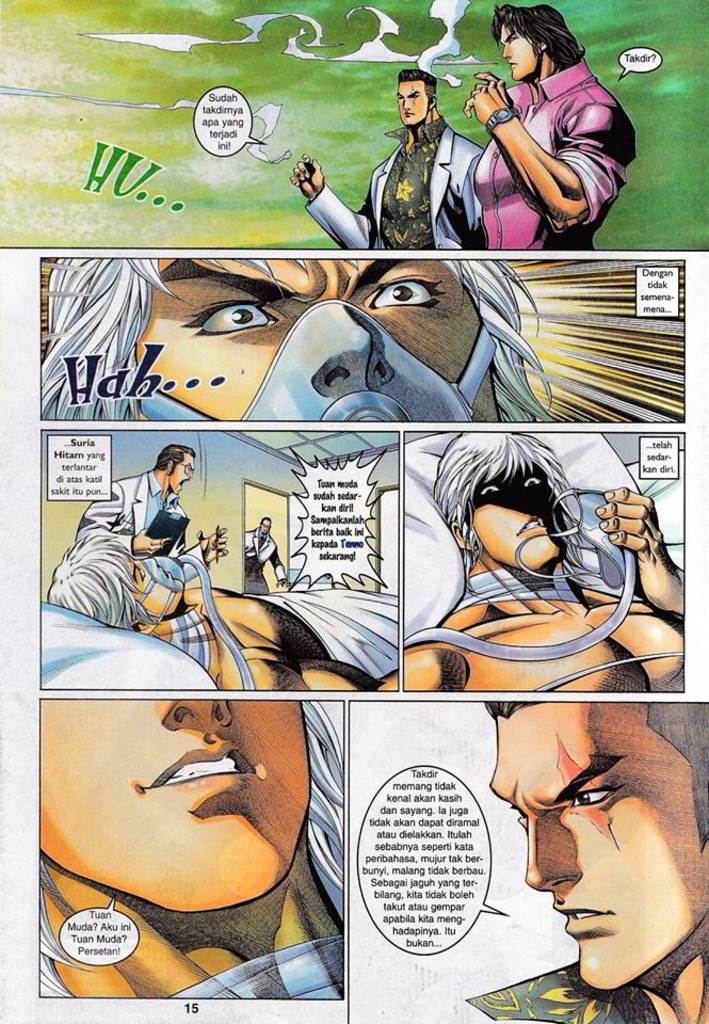 Sudah
takdirnya
apa yang
terjadi
ini!
Takdir?
HU...
Dengan
tidak
semena-
mena...
Hah...
...Suria
Hitam yang
terlantar
di atas katil
sakit itu pun...
Tuan muda
sudah sedar-
kan diri!
Sampaikanlah
berita baik ini
kepada Tenno
sekarang!
...telah
sedar-
kan diri.
Tuan
Muda? Aku ini
Tuan Muda?
Persetan!
Takdir
memang tidak
kenal akan kasih
dan sayang. Ia juga
tidak akan dapat diramal
atau dielakkan. Itulah
sebabnya seperti kata
peribahasa, mujur tak ber-
bunyi, malang tidak berbau.
Sebagai jaguh yang ter-
bilang, kita tidak boleh
takut atau gempar
apabila kita meng-
hadapinya. Itu
bukan...
15